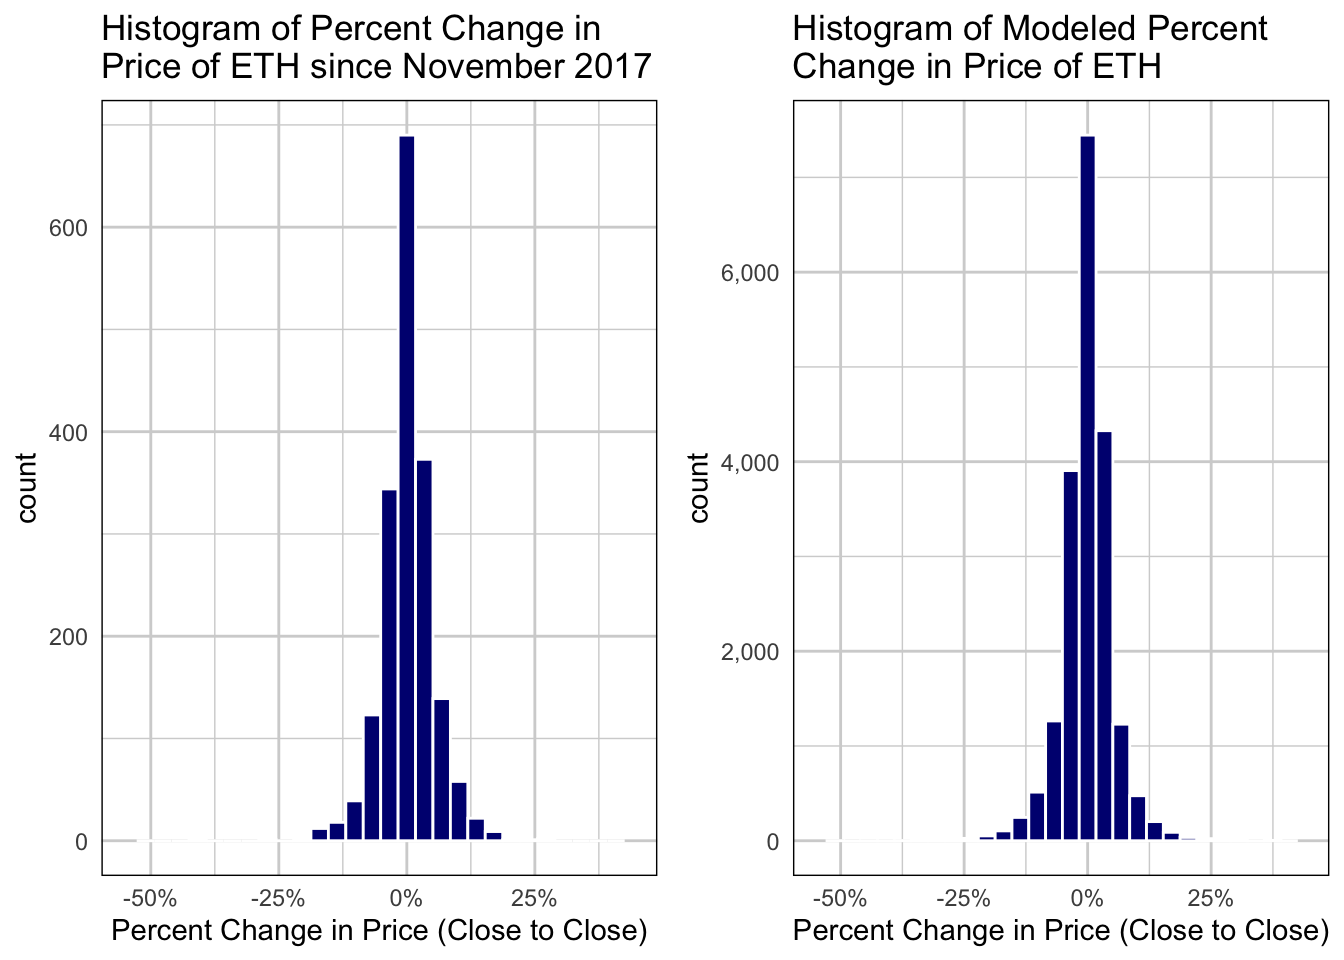 Histogram of Percent Change in
Price of ETH since November 2017
600
400
200
0
count
-50%
-25%
0%
25%
Percent Change in Price (Close to Close)
Histogram of Modeled Percent
Change in Price of ETH
6,000
4,000
2,000
0
count
-50%
-25%
0%
25%
Percent Change in Price (Close to Close)